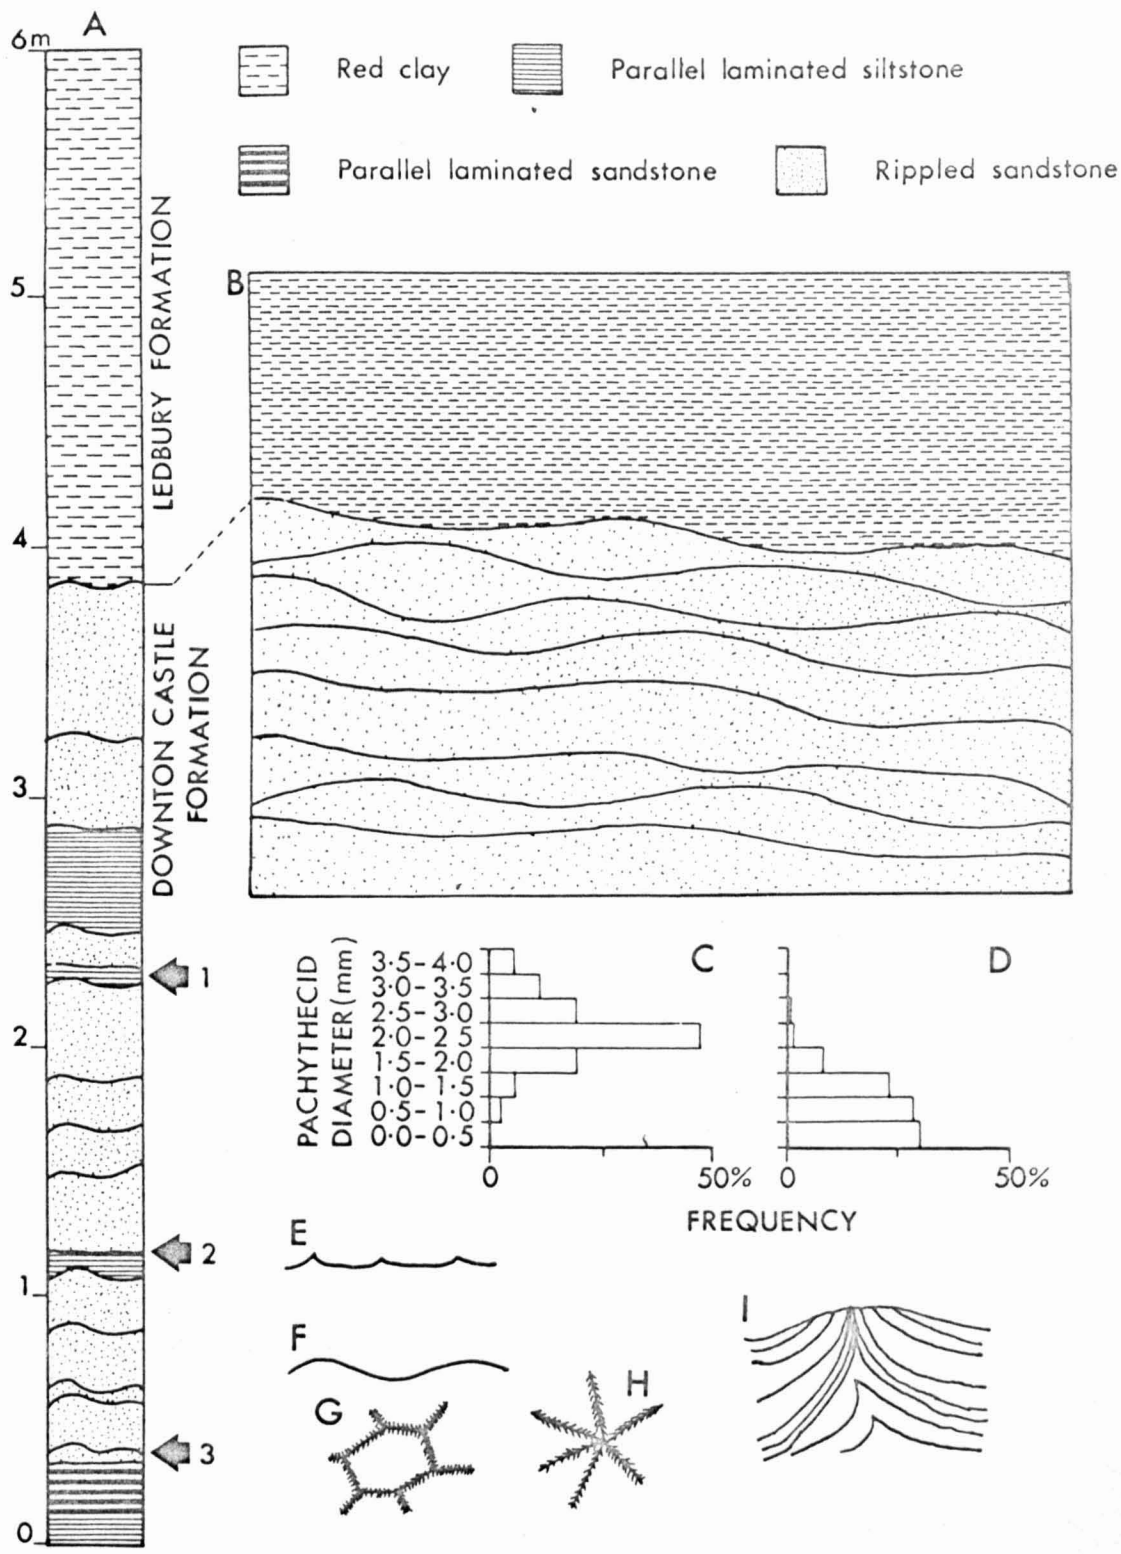 A
6m
Red clay
Parallel laminated siltstone
Parallel laminated sandstone
Rippled sandstone
LEDBURY FORMATION
5
B
4
DOWNTON CASTLE
FORMATION
3
1
2
2
1
3
0
PACHYTHECID
DIAMETER (mm)
3·5-4·0
3·0-3·5
2·5-3·0
2·0-2 5
1·5-2·0
1·0-1·5
0·5-1·0
0·0-0·5
C
D
0
50%
0
50%
FREQUENCY
E
F
G
H
I